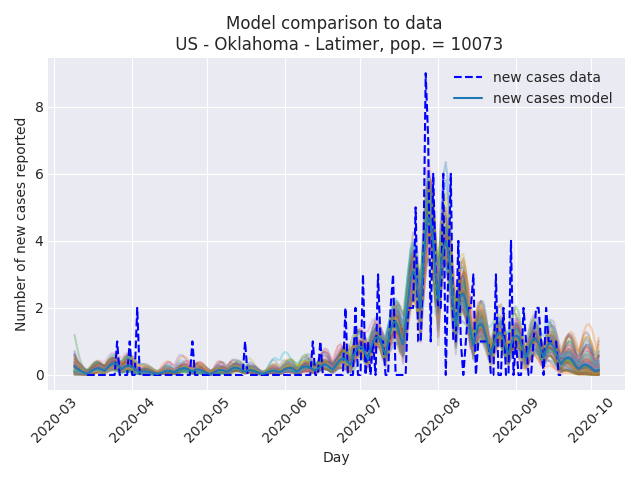 Model comparison to data
US - Oklahoma - Latimer, pop. = 10073
new cases data
new cases model
Number of new cases reported
8
6
4
2
0
2020-03
2020-04
2020-05
2020-06
2020-07
2020-08
2020-09
2020-10
Day